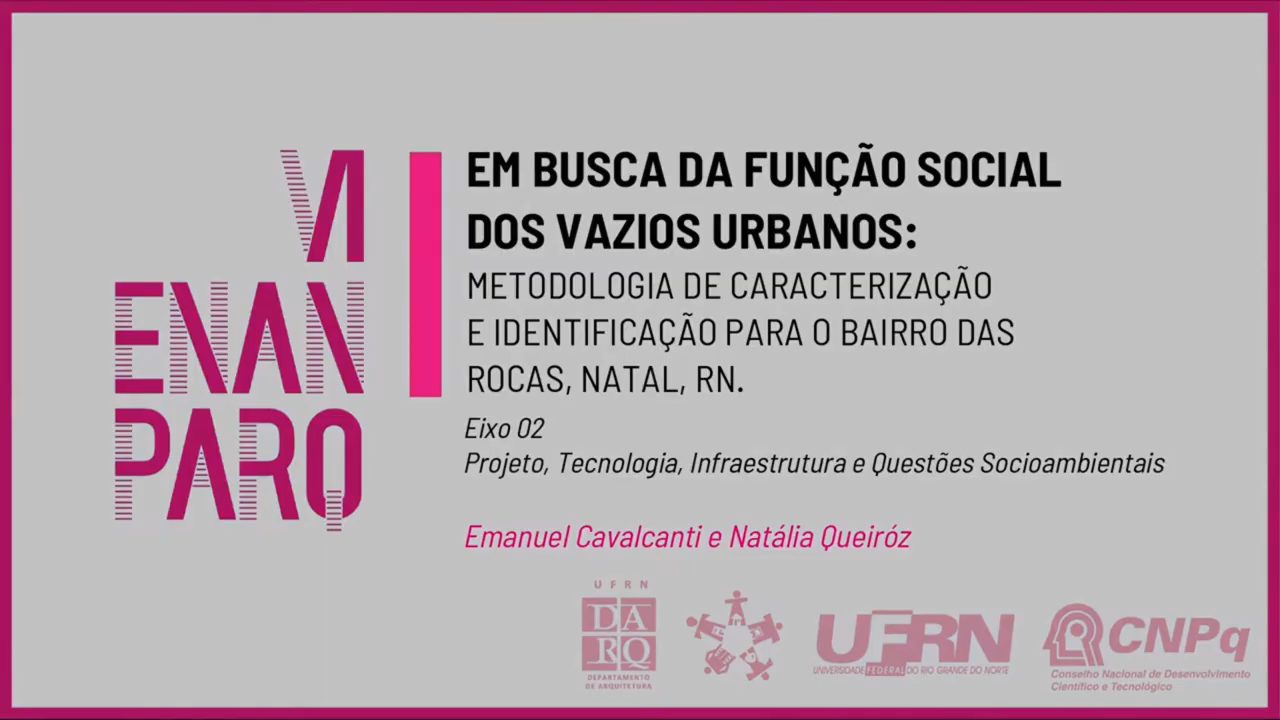 VI
ENAN
PARQ
EM BUSCA DA FUNÇÃO SOCIAL
DOS VAZIOS URBANOS:
METODOLOGIA DE CARACTERIZAÇÃO
E IDENTIFICAÇÃO PARA O BAIRRO DAS
ROCAS, NATAL, RN.
Eixo 02
Projeto, Tecnologia, Infraestrutura e Questões Socioambientais
Emanuel Cavalcanti e Natália Queiróz
UFRN
DA
RQ
DEPARTAMENTO
DE ARQUITETURA
UFRN
UNIVERSIDADE FEDERAL DO RIO GRANDE DO NORTE
CNPq
Conselho Nacional de Desenvolvimento
Científico e Tecnológico